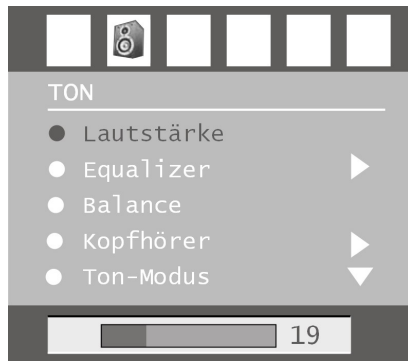 TON
Lautstärke
Equalizer
Balance
Kopfhörer
Ton-Modus
19